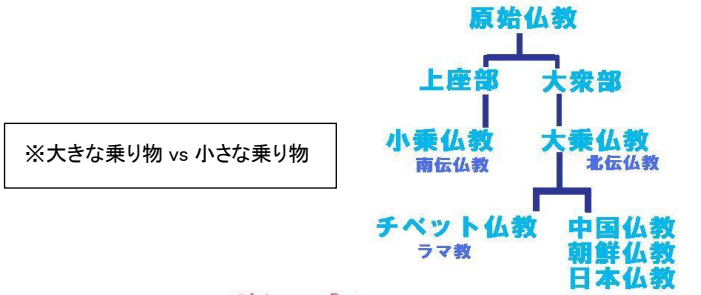 原始仏教
上座部 大衆部
※大きな乗り物 vs 小さな乗り物
小乗仏教 大乗仏教
南伝仏教 北伝仏教
チベット仏教 中国仏教
ラマ教 朝鮮仏教
日本仏教